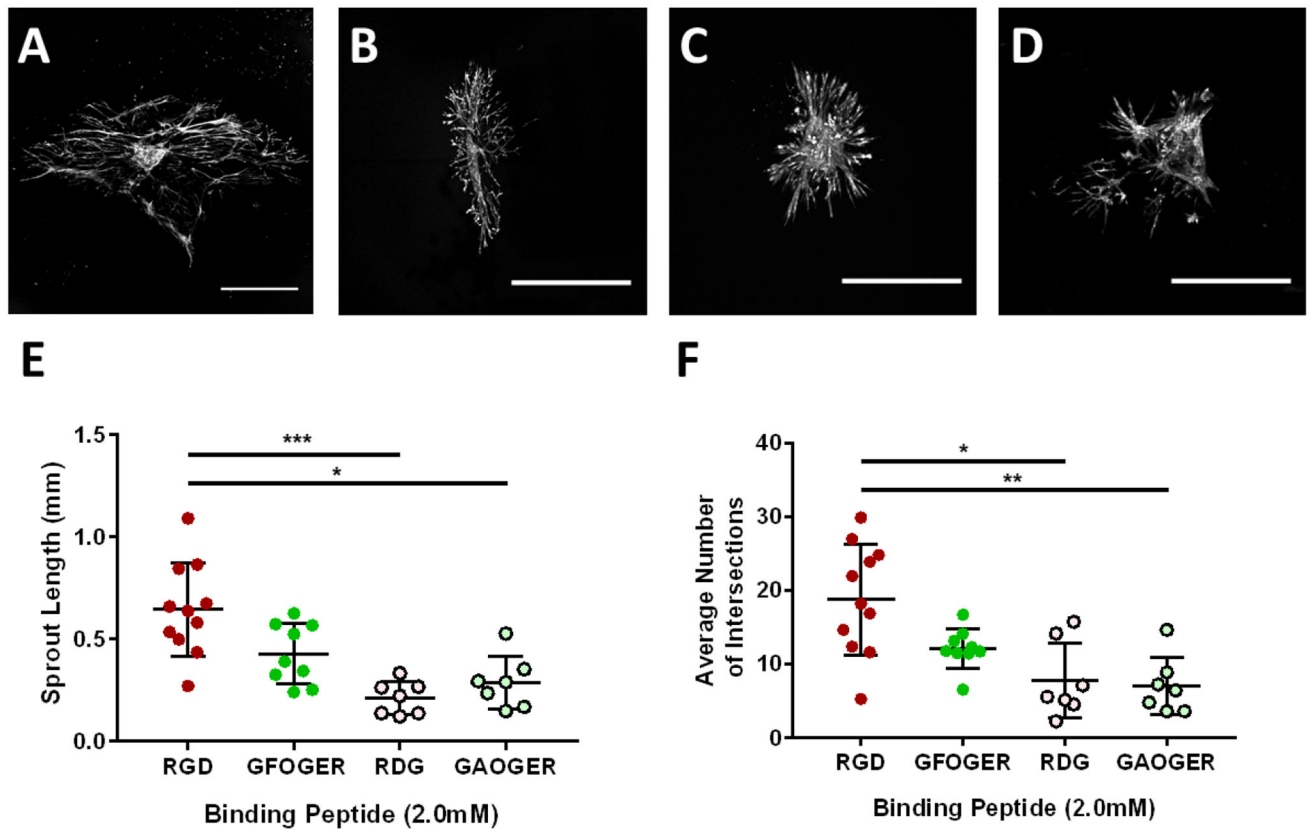 A
B
C
D
E
F
1.5
1.0
0.5
0.0
Sprout Length (mm)
***
*
RGD GFOGER RDG GAOGER
Binding Peptide (2.0mM)
40
30
20
10
0
Average Number
of Intersections
*
**
RGD GFOGER RDG GAOGER
Binding Peptide (2.0mM)